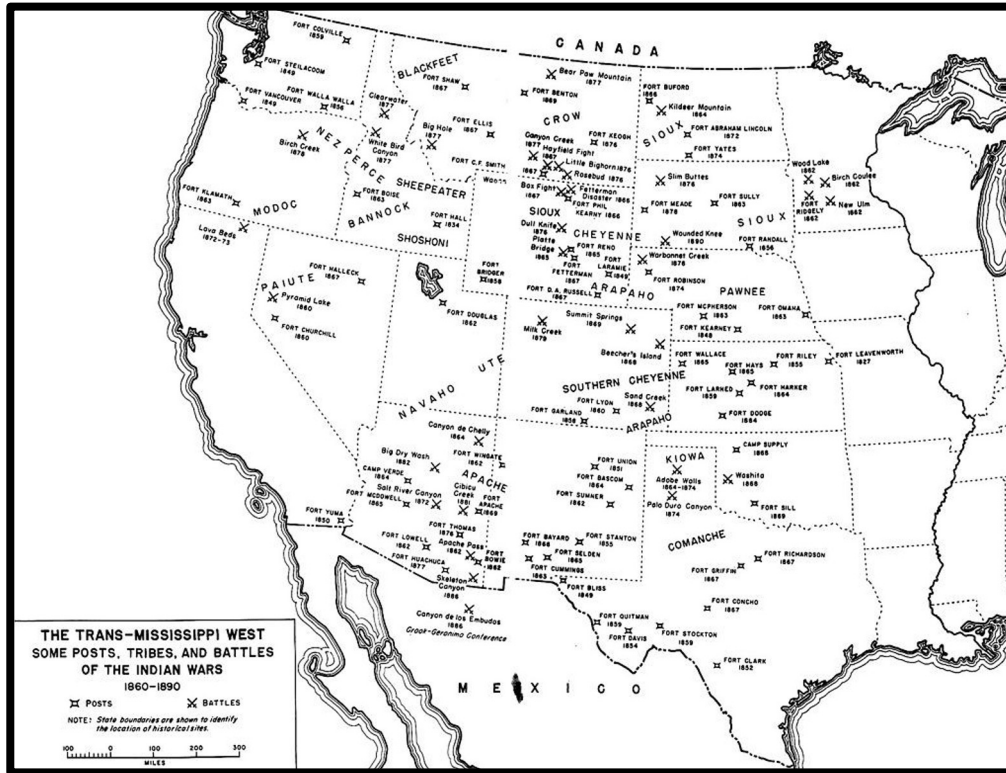 CANADA
FORT COLVILLE
1859
FORT STEILACOOM
1849
FORT VANCOUVER
1849
FORT WALLA WALLA
1856
BLACKFEET
FORT SHAW
1867
Clearwater
1877
FORT ELLIS
1867
Big Hole
1877
White Bird
Canyon
1877
NEZ PERCE
Birch Creek
1878
FORT C.F. SMITH
SHEEPEATER
FORT BOISE
1863
BANNOCK
FORT HALL
1834
SHOSHONI
FORT KLAMATH
1863
MODOC
Lava Beds
1872-73
Bear Paw Mountain
1877
FORT BENTON
1869
CROW
Canyon Creek
1877
Hayfield Fight
1867
FORT KEOGH
1876
Little Bighorn 1876
Rosebud 1876
1867
Box Fight
1867
Fetterman
Disaster 1866
FORT PHIL
KEARNY 1866
SIOUX
Dull Knife
1876
CHEYENNE
Platte
Bridge
1865
FORT RENO
1865
FORT
FETTERMAN
1867
FORT
LARAMIE
1849
FORT D.A. RUSSELL
1867
ARAPAHO
FORT
BRIDGER
1858
FORT BUFORD
1866
Kildeer Mountain
1864
SIOUX
FORT ABRAHAM LINCOLN
1872
FORT YATES
1874
Slim Buttes
1876
FORT MEADE
1878
FORT SULLY
1863
SIOUX
Wounded Knee
1890
FORT RANDALL
1856
Wood Lake
1862
Birch Coulee
1862
FORT
RIDGELY
1862
New Ulm
1862
Warbonnet Creek
1876
FORT ROBINSON
1874
PAWNEE
FORT MCPHERSON
1863
FORT OMAHA
1865
FORT KEARNEY
1848
PAIUTE
FORT HALLECK
1867
Pyramid Lake
1860
FORT CHURCHILL
1860
FORT DOUGLAS
1862
Milk Creek
1879
Summit Springs
1869
Beecher's Island
1868
UTE
NAVAHO
SOUTHERN CHEYENNE
FORT LYON
1860
Sand Creek
1868
FORT GARLAND
1858
ARAPAHO
FORT WALLACE
1865
FORT HAYS
1865
FORT RILEY
1855
FORT LEAVENWORTH
1827
FORT LARNED
1859
FORT HARKER
1864
FORT DODGE
1864
Canyon de Chelly
1864
Big Dry Wash
1882
FORT WINGATE
1862
CAMP VERDE
1864
APACHE
Salt River Canyon
1872
Cibicu
Creek
1881
FORT
APACHE
1869
FORT MCDOWELL
1865
FORT YUMA
1850
FORT THOMAS
1876
FORT LOWELL
1862
Apache Pass
1862
FORT
BOWIE
1862
FORT HUACHUCA
1877
Skeleton
Canyon
1886
Canyon de los Embudos
1886
Crook-Geronimo Conference
FORT UNION
1851
FORT BASCOM
1864
FORT SUMNER
1862
FORT BAYARD
1866
FORT STANTON
1855
FORT SELDEN
1865
FORT CUMMINGS
1863
FORT BLISS
1849
KIOWA
Adobe Walls
1864-1874
Palo Duro Canyon
1874
CAMP SUPPLY
1868
Washita
1868
FORT SILL
1869
COMANCHE
FORT RICHARDSON
1867
FORT GRIFFIN
1867
FORT CONCHO
1867
FORT QUITMAN
1859
FORT DAVIS
1854
FORT STOCKTON
1859
FORT CLARK
1852
MEXICO
THE TRANS-MISSISSIPPI WEST
SOME POSTS, TRIBES, AND BATTLES
OF THE INDIAN WARS
1860-1890
POSTS
BATTLES
NOTE: State boundaries are shown to identify
the location of historical sites.
100 0 100 200 300
MILES